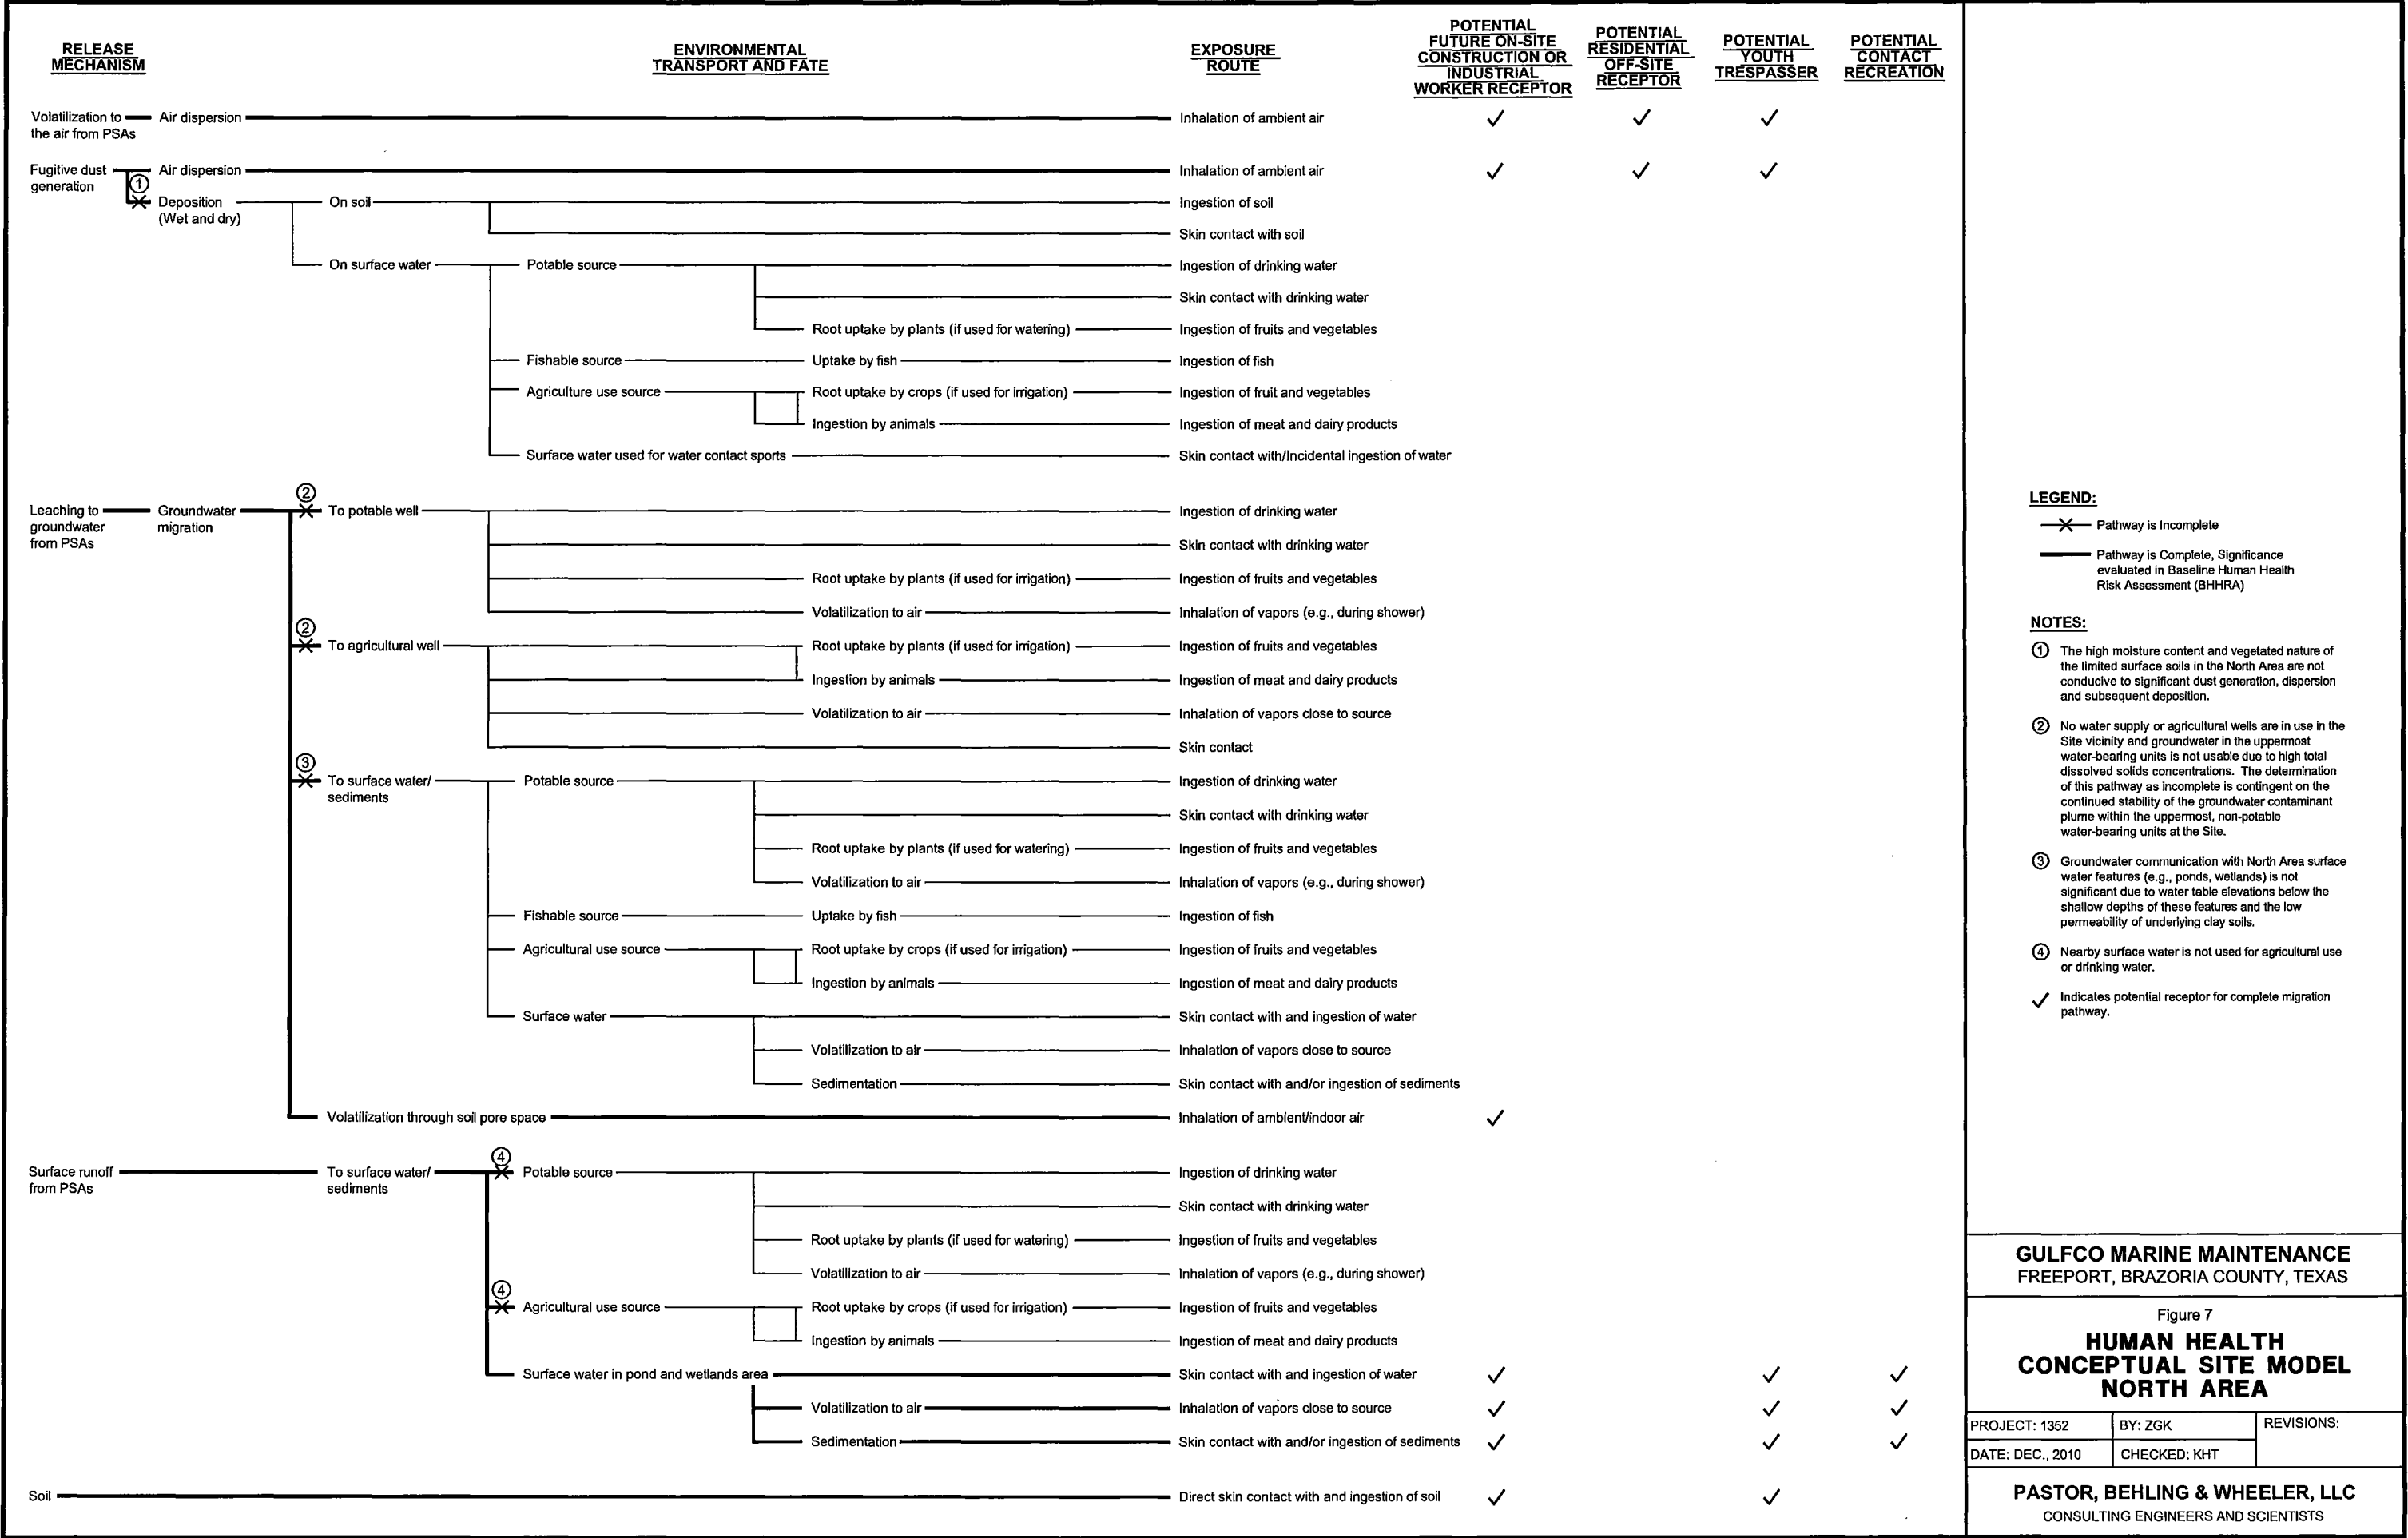 RELEASE
MECHANISM
ENVIRONMENTAL
TRANSPORT AND FATE
EXPOSURE
ROUTE
POTENTIAL
FUTURE ON-SITE
CONSTRUCTION OR
INDUSTRIAL
WORKER RECEPTOR
POTENTIAL
RESIDENTIAL
OFF-SITE
RECEPTOR
POTENTIAL
YOUTH
TRESPASSER
POTENTIAL
CONTACT
RECREATION
Volatilization to Air dispersion Inhalation of ambient air ✓ ✓ ✓
the air from PSAs
Fugitive dust Air dispersion Inhalation of ambient air ✓ ✓ ✓
generation ①
Deposition On soil Ingestion of soil
(Wet and dry)
Skin contact with soil
On surface water Potable source Ingestion of drinking water
Skin contact with drinking water
Root uptake by plants (if used for watering) Ingestion of fruits and vegetables
Fishable source Uptake by fish Ingestion of fish
Agriculture use source Root uptake by crops (if used for irrigation) Ingestion of fruit and vegetables
Ingestion by animals Ingestion of meat and dairy products
Surface water used for water contact sports Skin contact with/Incidental ingestion of water
②
Leaching to Groundwater To potable well Ingestion of drinking water
groundwater migration
from PSAs
Skin contact with drinking water
Root uptake by plants (if used for irrigation) Ingestion of fruits and vegetables
Volatilization to air Inhalation of vapors (e.g., during shower)
②
To agricultural well Root uptake by plants (if used for irrigation) Ingestion of fruits and vegetables
Ingestion by animals Ingestion of meat and dairy products
Volatilization to air Inhalation of vapors close to source
Skin contact
③
To surface water/ Potable source Ingestion of drinking water
sediments
Skin contact with drinking water
Root uptake by plants (if used for watering) Ingestion of fruits and vegetables
Volatilization to air Inhalation of vapors (e.g., during shower)
Fishable source Uptake by fish Ingestion of fish
Agricultural use source Root uptake by crops (if used for irrigation) Ingestion of fruits and vegetables
Ingestion by animals Ingestion of meat and dairy products
Surface water Skin contact with and ingestion of water
Volatilization to air Inhalation of vapors close to source
Sedimentation Skin contact with and/or ingestion of sediments
Volatilization through soil pore space Inhalation of ambient/indoor air ✓
④
Surface runoff To surface water/ Potable source Ingestion of drinking water
from PSAs sediments
Skin contact with drinking water
Root uptake by plants (if used for watering) Ingestion of fruits and vegetables
Volatilization to air Inhalation of vapors (e.g., during shower)
④
Agricultural use source Root uptake by crops (if used for irrigation) Ingestion of fruits and vegetables
Ingestion by animals Ingestion of meat and dairy products
Surface water in pond and wetlands area Skin contact with and ingestion of water ✓ ✓ ✓
Volatilization to air Inhalation of vapors close to source ✓ ✓ ✓
Sedimentation Skin contact with and/or ingestion of sediments ✓ ✓ ✓
Soil Direct skin contact with and ingestion of soil ✓ ✓
LEGEND:
Pathway is Incomplete
Pathway is Complete, Significance
evaluated in Baseline Human Health
Risk Assessment (BHHRA)
NOTES:
① The high moisture content and vegetated nature of
the limited surface soils in the North Area are not
conducive to significant dust generation, dispersion
and subsequent deposition.
② No water supply or agricultural wells are in use in the
Site vicinity and groundwater in the uppermost
water-bearing units is not usable due to high total
dissolved solids concentrations. The determination
of this pathway as incomplete is contingent on the
continued stability of the groundwater contaminant
plume within the uppermost, non-potable
water-bearing units at the Site.
③ Groundwater communication with North Area surface
water features (e.g., ponds, wetlands) is not
significant due to water table elevations below the
shallow depths of these features and the low
permeability of underlying clay soils.
④ Nearby surface water is not used for agricultural use
or drinking water.
✓ Indicates potential receptor for complete migration
pathway.
GULFCO MARINE MAINTENANCE
FREEPORT, BRAZORIA COUNTY, TEXAS
Figure 7
HUMAN HEALTH
CONCEPTUAL SITE MODEL
NORTH AREA
PROJECT: 1352 BY: ZGK REVISIONS:
DATE: DEC., 2010 CHECKED: KHT
PASTOR, BEHLING & WHEELER, LLC
CONSULTING ENGINEERS AND SCIENTISTS